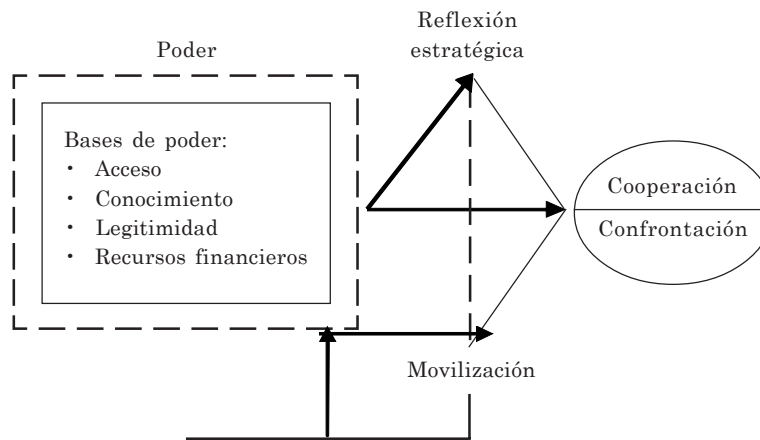 Poder
Reflexión
estratégica
Bases de poder:
· Acceso
· Conocimiento
· Legitimidad
· Recursos financieros
Cooperación
Confrontación
Movilización